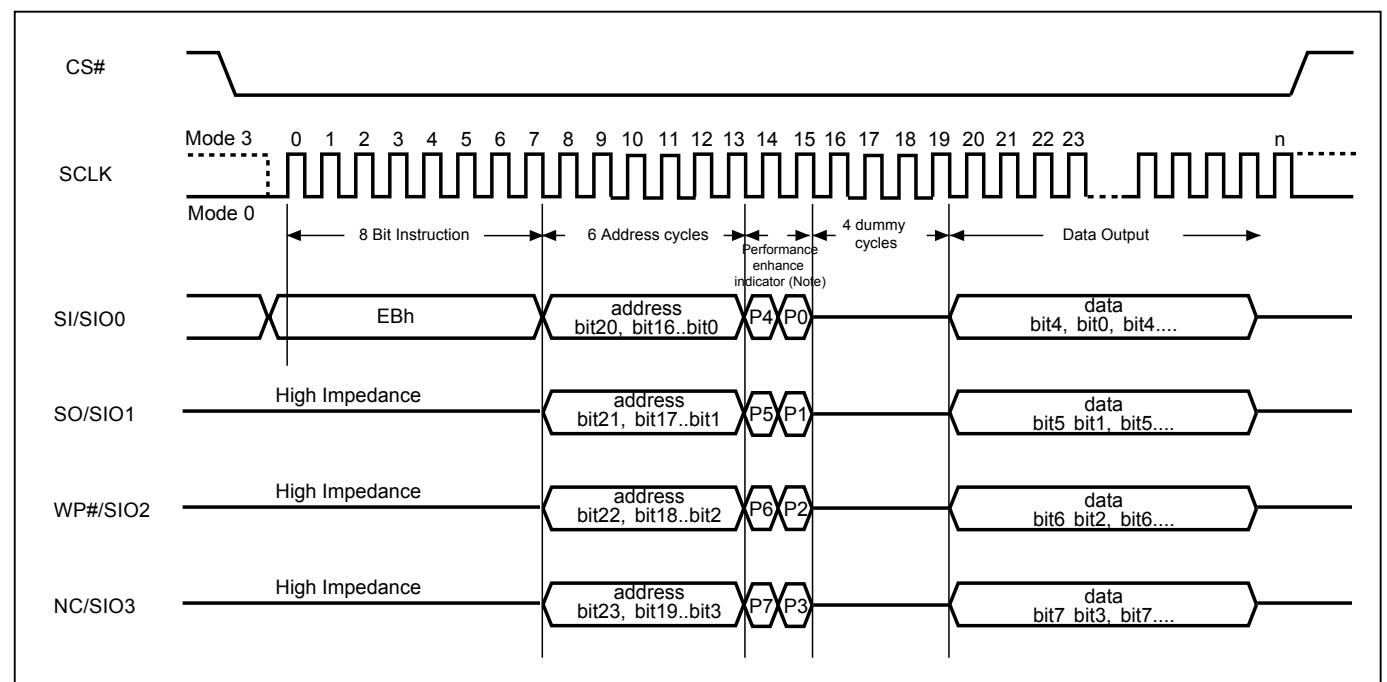 CS#
Mode 3
0 1 2 3 4 5 6 7 8 9 10 11 12 13 14 15 16 17 18 19 20 21 22 23 n
SCLK
Mode 0
8 Bit Instruction
6 Address cycles
Performance
enhance
indicator (Note)
4 dummy
cycles
Data Output
SI/SIO0
EBh
address
bit20, bit16..bit0
P4 P0
data
bit4, bit0, bit4....
SO/SIO1
High Impedance
address
bit21, bit17..bit1
P5 P1
data
bit5 bit1, bit5....
WP#/SIO2
High Impedance
address
bit22, bit18..bit2
P6 P2
data
bit6 bit2, bit6....
NC/SIO3
High Impedance
address
bit23, bit19..bit3
P7 P3
data
bit7 bit3, bit7....